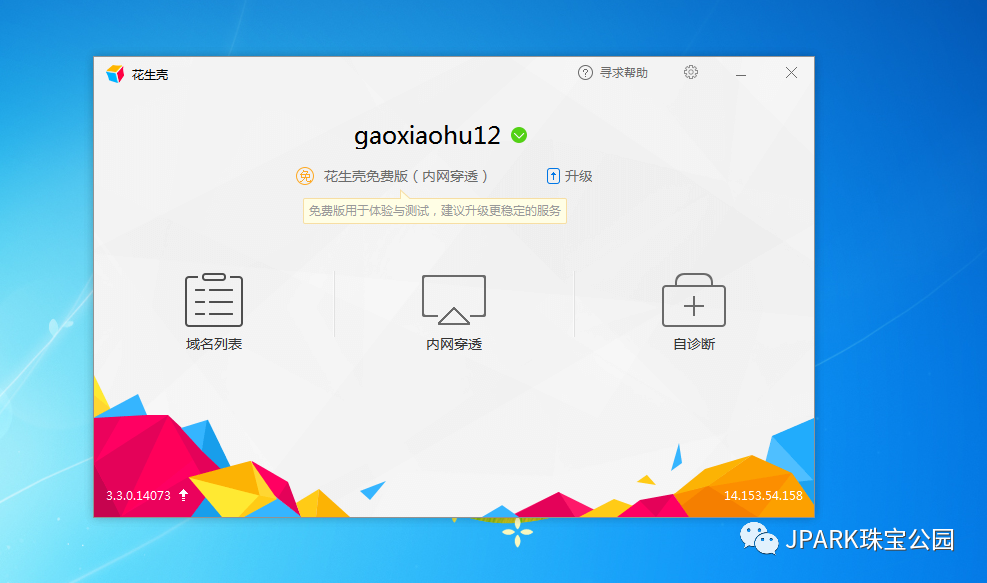 花生壳
寻求帮助
gaoxiaohu12
免 花生壳免费版（内网穿透） 升级
免费版用于体验与测试，建议升级更稳定的服务
域名列表
内网穿透
自诊断
3.3.0.14073
14.153.54.158
JPARK珠宝公园